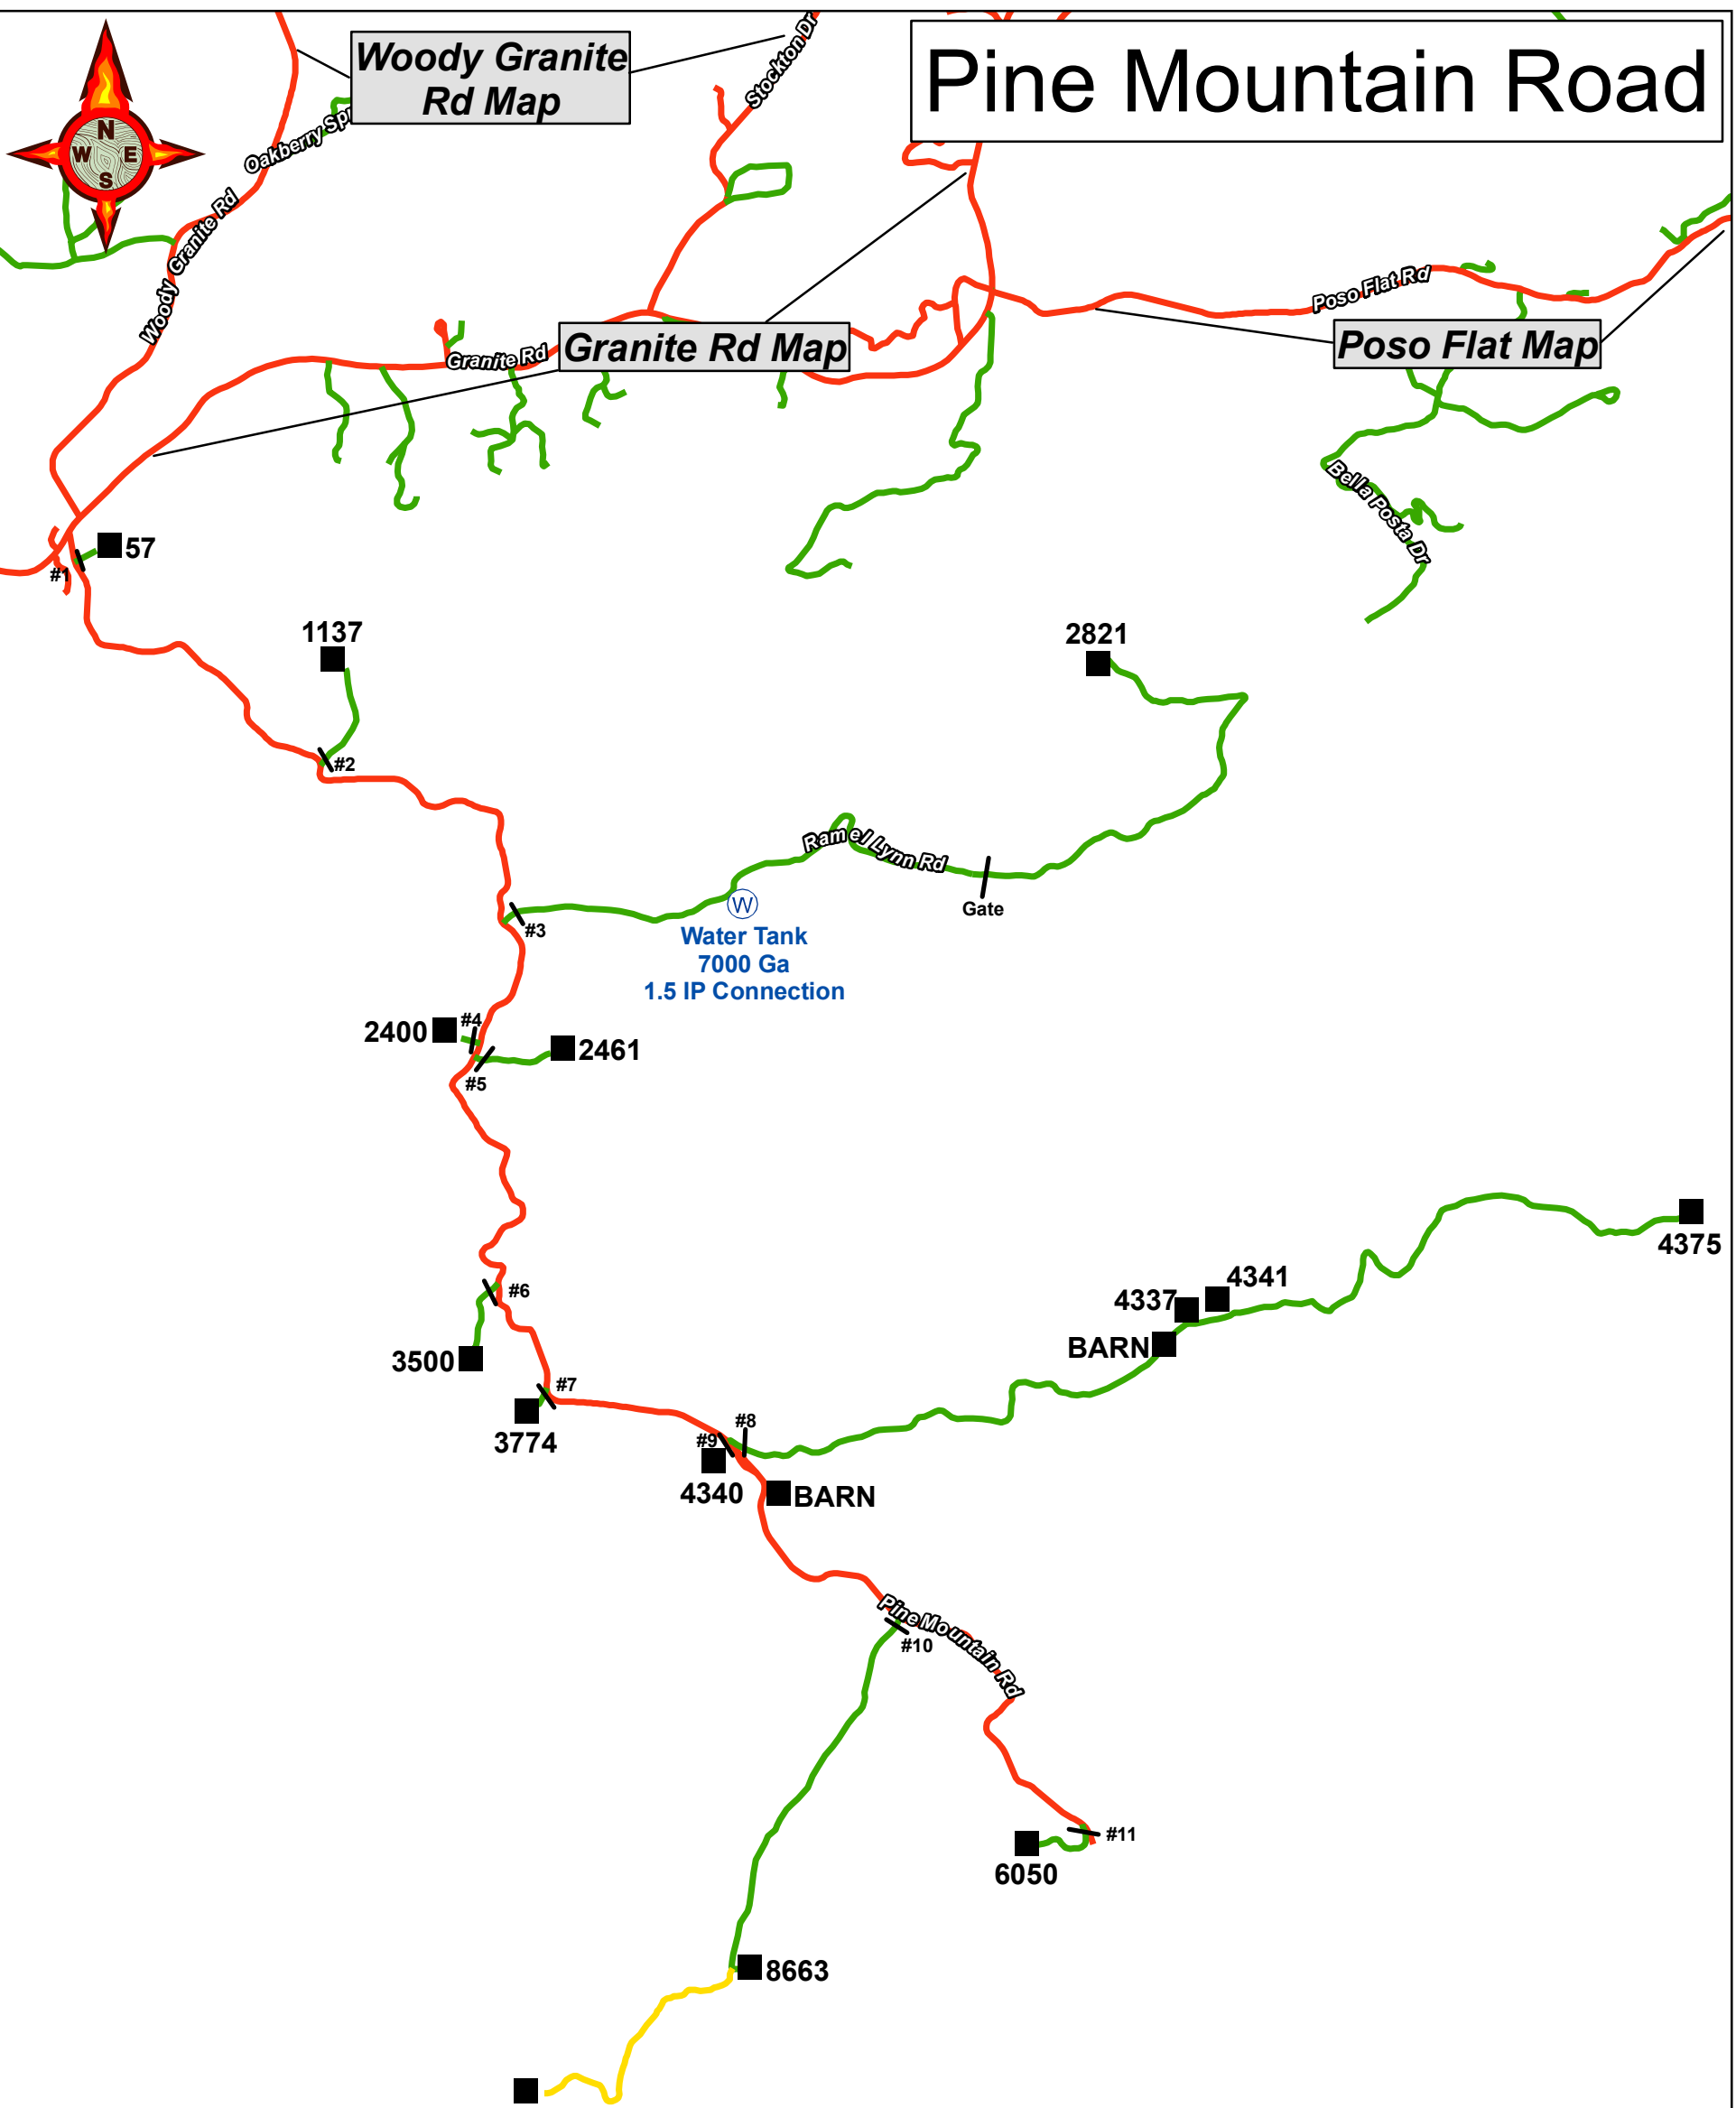 Pine Mountain Road
Woody Granite
Rd Map
Stockton Dr
N
W E
S
Oakberry Spr
Woody Granite Rd
Poso Flat Rd
Granite Rd
Granite Rd Map
Poso Flat Map
Bella Posta Dr
57
#1
1137
2821
#2
Ramel Lynn Rd
W
Gate
#3
Water Tank
7000 Ga
1.5 IP Connection
2400
#4
2461
#5
4375
4341
4337
#6
BARN
3500
#7
3774
#8
#9
4340
BARN
Pine Mountain Rd
#10
#11
6050
8663